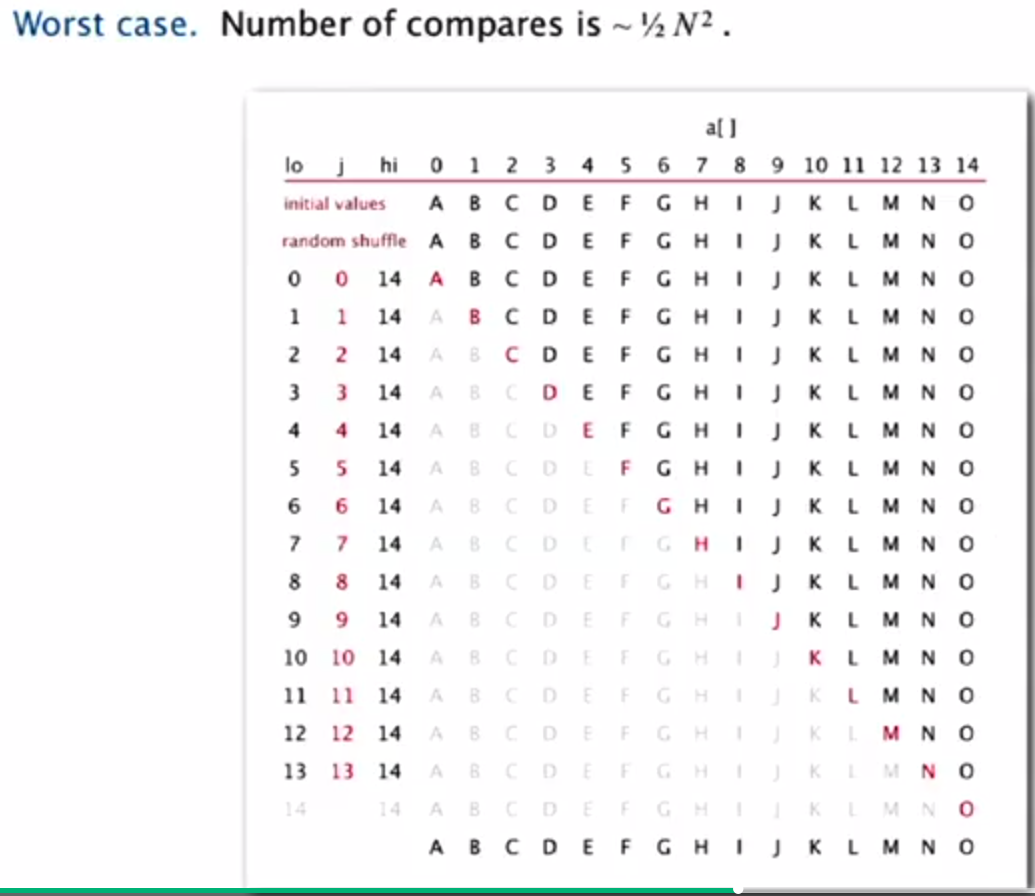 Worst case. Number of compares is ~ ½ N² .
a[ ]
lo j hi 0 1 2 3 4 5 6 7 8 9 10 11 12 13 14
initial values A B C D E F G H I J K L M N O
random shuffle A B C D E F G H I J K L M N O
0 0 14 A B C D E F G H I J K L M N O
1 1 14 A B C D E F G H I J K L M N O
2 2 14 A B C D E F G H I J K L M N O
3 3 14 A B C D E F G H I J K L M N O
4 4 14 A B C D E F G H I J K L M N O
5 5 14 A B C D E F G H I J K L M N O
6 6 14 A B C D E F G H I J K L M N O
7 7 14 A B C D E F G H I J K L M N O
8 8 14 A B C D E F G H I J K L M N O
9 9 14 A B C D E F G H I J K L M N O
10 10 14 A B C D E F G H I J K L M N O
11 11 14 A B C D E F G H I J K L M N O
12 12 14 A B C D E F G H I J K L M N O
13 13 14 A B C D E F G H I J K L M N O
14 14 A B C D E F G H I J K L M N O
A B C D E F G H I J K L M N O